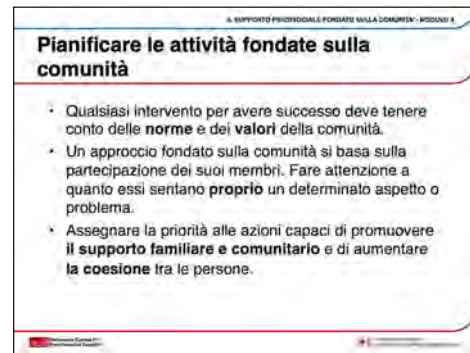 IL SUPPORTO PSICOSOCIALE FONDATO SULLA COMUNITA' - MODULO 4
Pianificare le attività fondate sulla
comunità
• Qualsiasi intervento per avere successo deve tenere
conto delle norme e dei valori della comunità.
• Un approccio fondato sulla comunità si basa sulla
partecipazione dei suoi membri. Fare attenzione a
quanto essi sentano proprio un determinato aspetto o
problema.
• Assegnare la priorità alle azioni capaci di promuovere
il supporto familiare e comunitario e di aumentare
la coesione tra le persone.